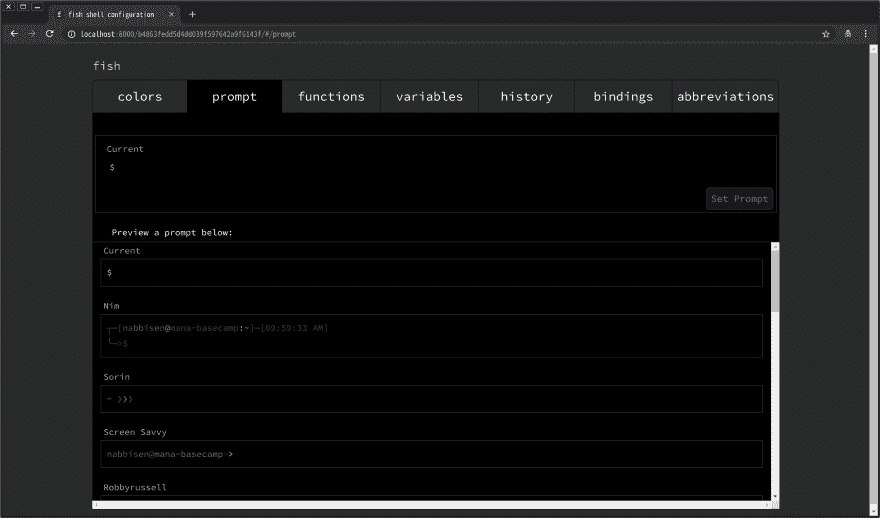 fish shell configuration
localhost:8000/b4863fedd5d4dd039f597642a9f6143f/#/prompt
fish
colors prompt functions variables history bindings abbreviations
Current
$
Set Prompt
Preview a prompt below:
Current
$
Nim
┬─[nabbisen@mana-basecamp:~]─[09:59:33 AM]
╰─>$
Sorin
~ ❯❯❯
Screen Savvy
nabbisen@mana-basecamp~>
Robbyrussell